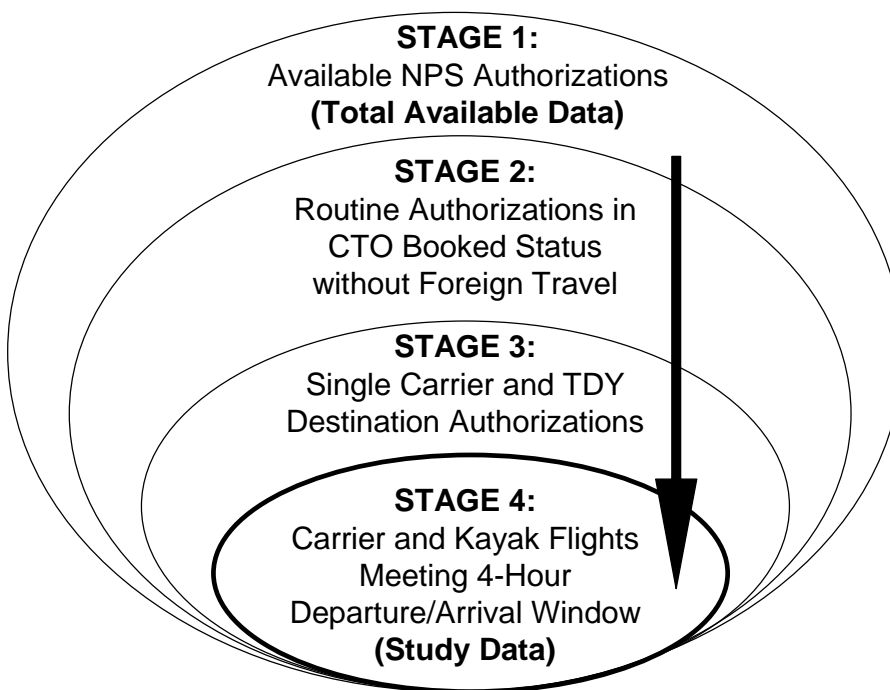 STAGE 1:
Available NPS Authorizations
(Total Available Data)
STAGE 2:
Routine Authorizations in
CTO Booked Status
without Foreign Travel
STAGE 3:
Single Carrier and TDY
Destination Authorizations
STAGE 4:
Carrier and Kayak Flights
Meeting 4-Hour
Departure/Arrival Window
(Study Data)